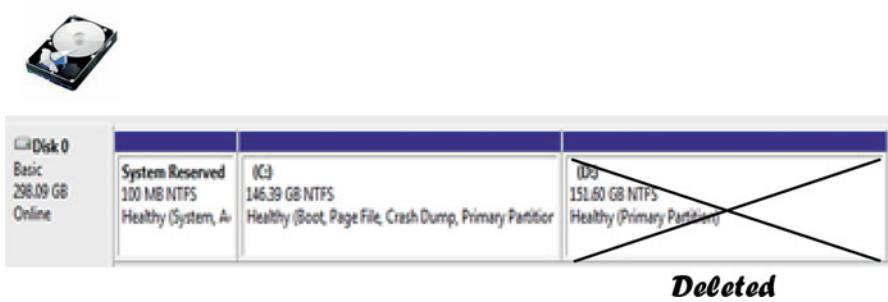 Disk 0
Basic
298.09 GB
Online
System Reserved
100 MB NTFS
Healthy (System, A
(C:)
146.39 GB NTFS
Healthy (Boot, Page File, Crash Dump, Primary Partition
(D:)
151.60 GB NTFS
Healthy (Primary Partition)
Deleted